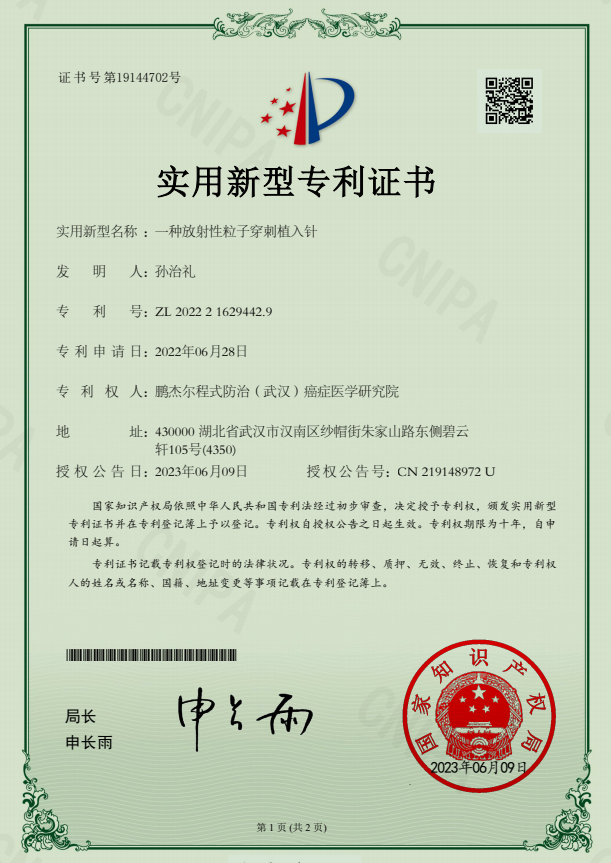 证书号第19144702号
实用新型专利证书
实用新型名称：一种放射性粒子穿刺植入针
发明人：孙治礼
专利号：ZL 2022 2 1629442.9
专利申请日：2022年06月28日
专利权人：鹏杰尔程式防治（武汉）癌症医学研究院
地址：430000 湖北省武汉市汉南区纱帽街朱家山路东侧碧云
轩105号(4350)
授权公告日：2023年06月09日 授权公告号：CN 219148972 U
国家知识产权局依照中华人民共和国专利法经过初步审查，决定授予专利权，颁发实用新型
专利证书并在专利登记簿上予以登记。专利权自授权公告之日起生效。专利权期限为十年，自申
请日起算。
专利证书记载专利权登记时的法律状况。专利权的转移、质押、无效、终止、恢复和专利权
人的姓名或名称、国籍、地址变更等事项记载在专利登记簿上。
局长
申长雨
申长雨
国家知识产权局
2023年06月09日
第 1 页 (共 2 页)
CNIPA
CNIPA
CNIPA
CNIPA